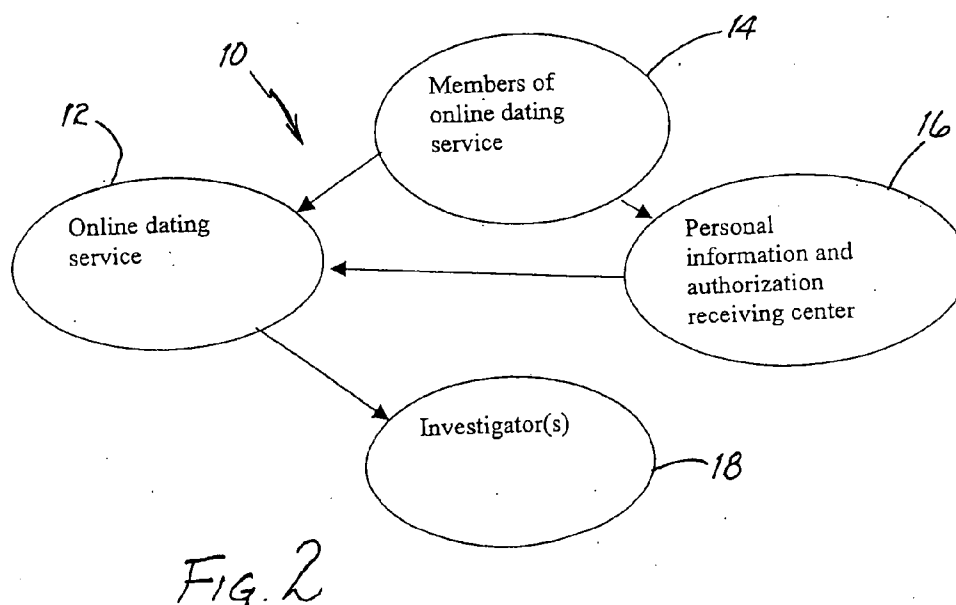 14
10
Members of
online dating
service
12
16
Online dating
service
Personal
information and
authorization
receiving center
Investigator(s)
18
Fig. 2